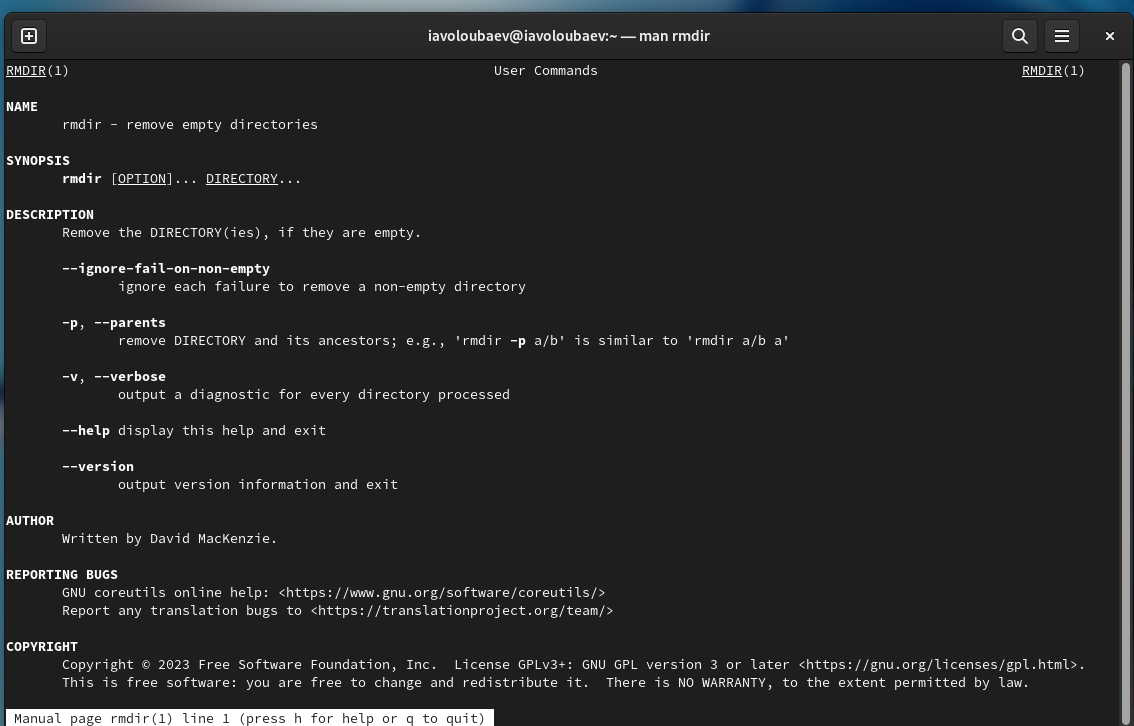 iavoloubaev@iavoloubaev:~ — man rmdir
RMDIR(1) User Commands RMDIR(1)
NAME
rmdir - remove empty directories
SYNOPSIS
rmdir [OPTION]... DIRECTORY...
DESCRIPTION
Remove the DIRECTORY(ies), if they are empty.
--ignore-fail-on-non-empty
ignore each failure to remove a non-empty directory
-p, --parents
remove DIRECTORY and its ancestors; e.g., 'rmdir -p a/b' is similar to 'rmdir a/b a'
-v, --verbose
output a diagnostic for every directory processed
--help display this help and exit
--version
output version information and exit
AUTHOR
Written by David MacKenzie.
REPORTING BUGS
GNU coreutils online help: <https://www.gnu.org/software/coreutils/>
Report any translation bugs to <https://translationproject.org/team/>
COPYRIGHT
Copyright © 2023 Free Software Foundation, Inc. License GPLv3+: GNU GPL version 3 or later <https://gnu.org/licenses/gpl.html>.
This is free software: you are free to change and redistribute it. There is NO WARRANTY, to the extent permitted by law.
Manual page rmdir(1) line 1 (press h for help or q to quit)